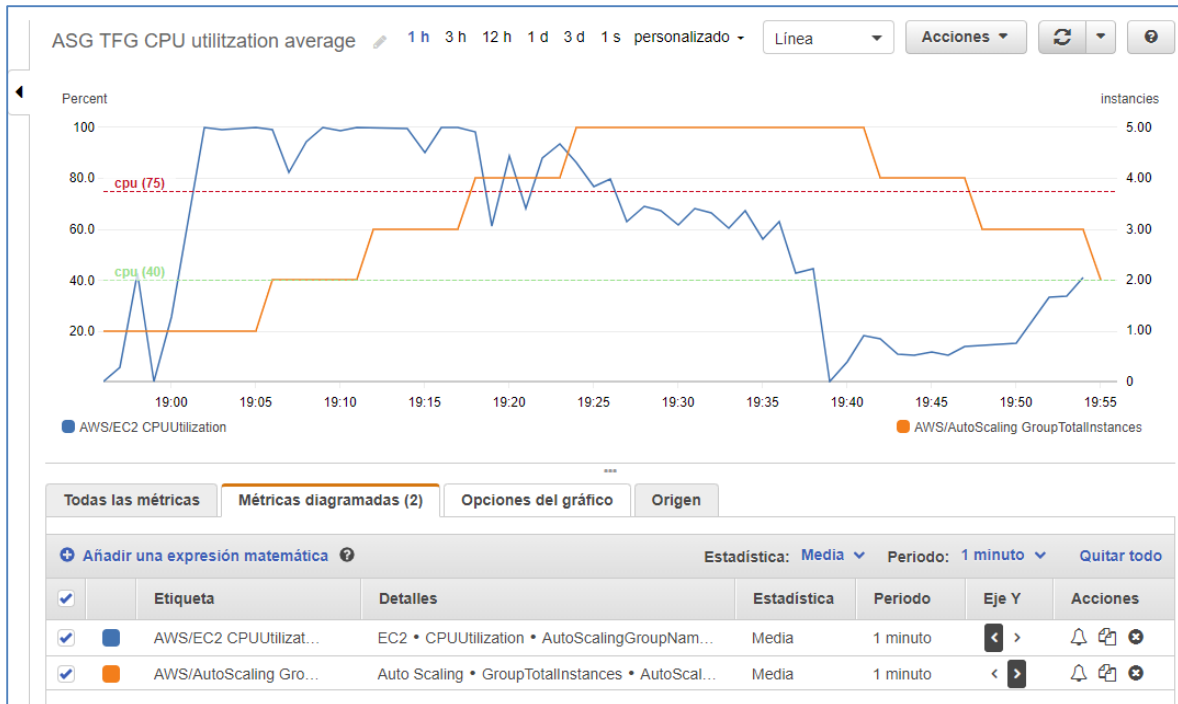 ASG TFG CPU utilitzation average 1 h 3 h 12 h 1 d 3 d 1 s personalizado Línea Acciones
Percent instancies
100 5.00
80.0 4.00
cpu (75)
60.0 3.00
cpu (40)
40.0 2.00
20.0 1.00
0
19:00 19:05 19:10 19:15 19:20 19:25 19:30 19:35 19:40 19:45 19:50 19:55
AWS/EC2 CPUUtilization AWS/AutoScaling GroupTotalInstances
Todas las métricas Métricas diagramadas (2) Opciones del gráfico Origen
Añadir una expresión matemática ? Estadística: Media Periodo: 1 minuto Quitar todo
Etiqueta Detalles Estadística Periodo Eje Y Acciones
AWS/EC2 CPUUtilizat... EC2 • CPUUtilization • AutoScalingGroupNam... Media 1 minuto < >
AWS/AutoScaling Gro... Auto Scaling • GroupTotalInstances • AutoScal... Media 1 minuto < >